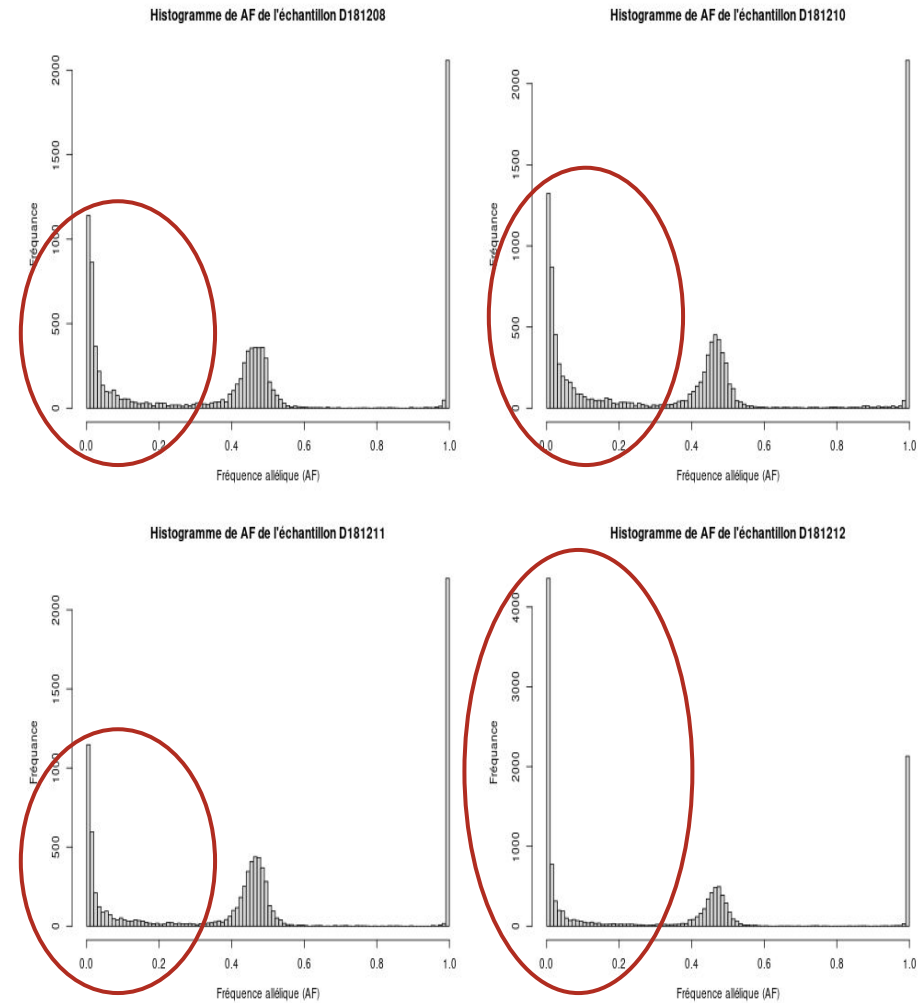 Histogramme de AF de l'échantillon D181208
Fréquance
2000
1500
1000
500
0
0.0 0.2 0.4 0.6 0.8 1.0
Fréquence allélique (AF)
Histogramme de AF de l'échantillon D181210
Fréquance
2000
1500
1000
500
0
0.0 0.2 0.4 0.6 0.8 1.0
Fréquence allélique (AF)
Histogramme de AF de l'échantillon D181211
Fréquance
2000
1500
1000
500
0
0.0 0.2 0.4 0.6 0.8 1.0
Fréquence allélique (AF)
Histogramme de AF de l'échantillon D181212
Fréquance
4000
3000
2000
1000
0
0.0 0.2 0.4 0.6 0.8 1.0
Fréquence allélique (AF)